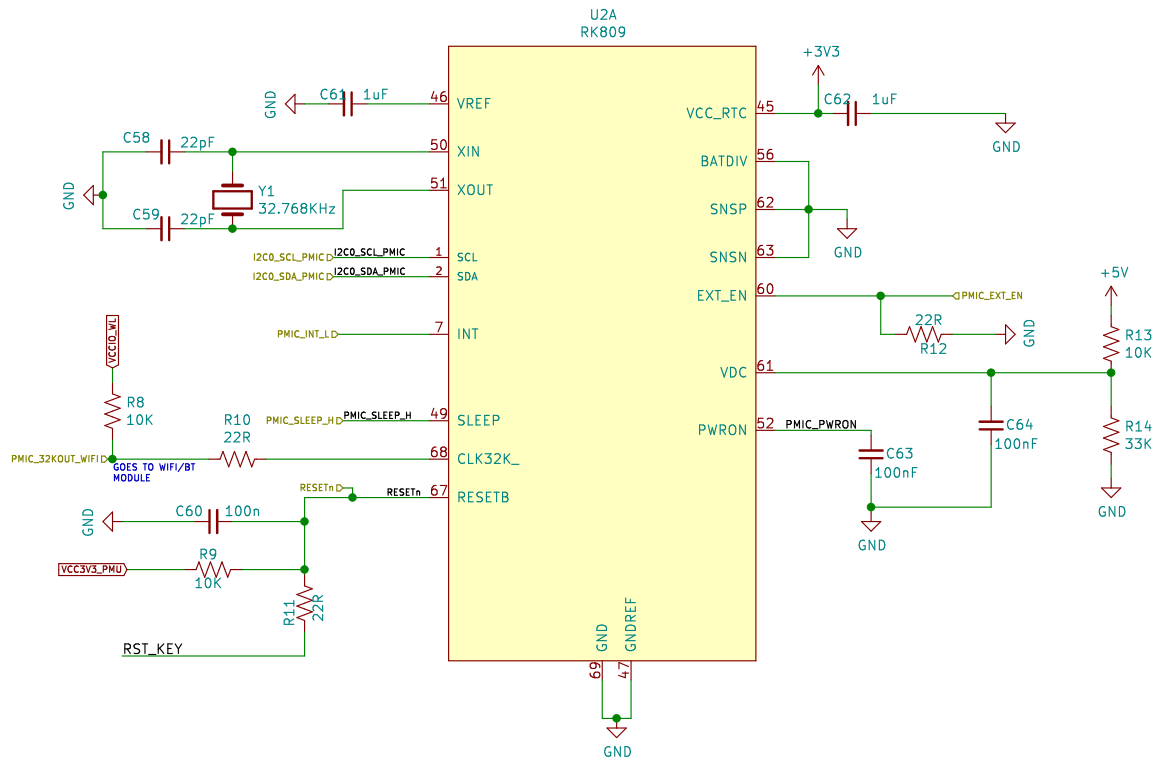 U2A
RK809
+3V3
GND
C61
1uF
46
VREF
VCC_RTC
45
C62
1uF
GND
C58
22pF
50
XIN
BATDIV
56
GND
Y1
32.768KHz
51
XOUT
SNSP
62
GND
C59
22pF
I2C0_SCL_PMIC
I2C0_SCL_PMIC
1
SCL
SNSN
63
I2C0_SDA_PMIC
I2C0_SDA_PMIC
2
SDA
+5V
EXT_EN
60
PMIC_EXT_EN
22R
R12
GND
R13
10K
PMIC_INT_L
7
INT
VCCIO_WL
VDC
61
R8
10K
PMIC_SLEEP_H
PMIC_SLEEP_H
49
SLEEP
PWRON
52
PMIC_PWRON
C64
100nF
R14
33K
R10
22R
C63
100nF
PMIC_32KOUT_WIFI
68
CLK32K_
GOES TO WIFI/BT
MODULE
RESETn
RESETn
67
RESETB
GND
C60
100n
GND
GND
VCC3V3_PMU
R9
10K
R11
22R
RST_KEY
GND
GNDREF
69
47
GND